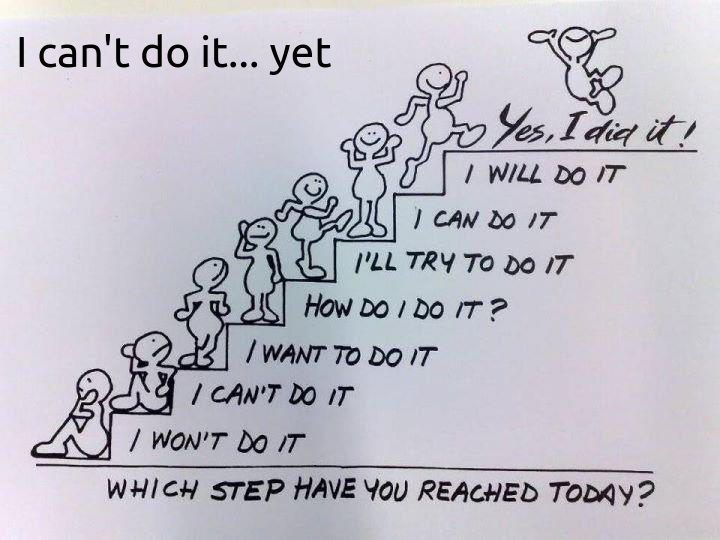 I can't do it... yet
Yes, I did it!
I WILL DO IT
I CAN DO IT
I'LL TRY TO DO IT
HOW DO I DO IT?
I WANT TO DO IT
I CAN'T DO IT
I WON'T DO IT
WHICH STEP HAVE YOU REACHED TODAY?